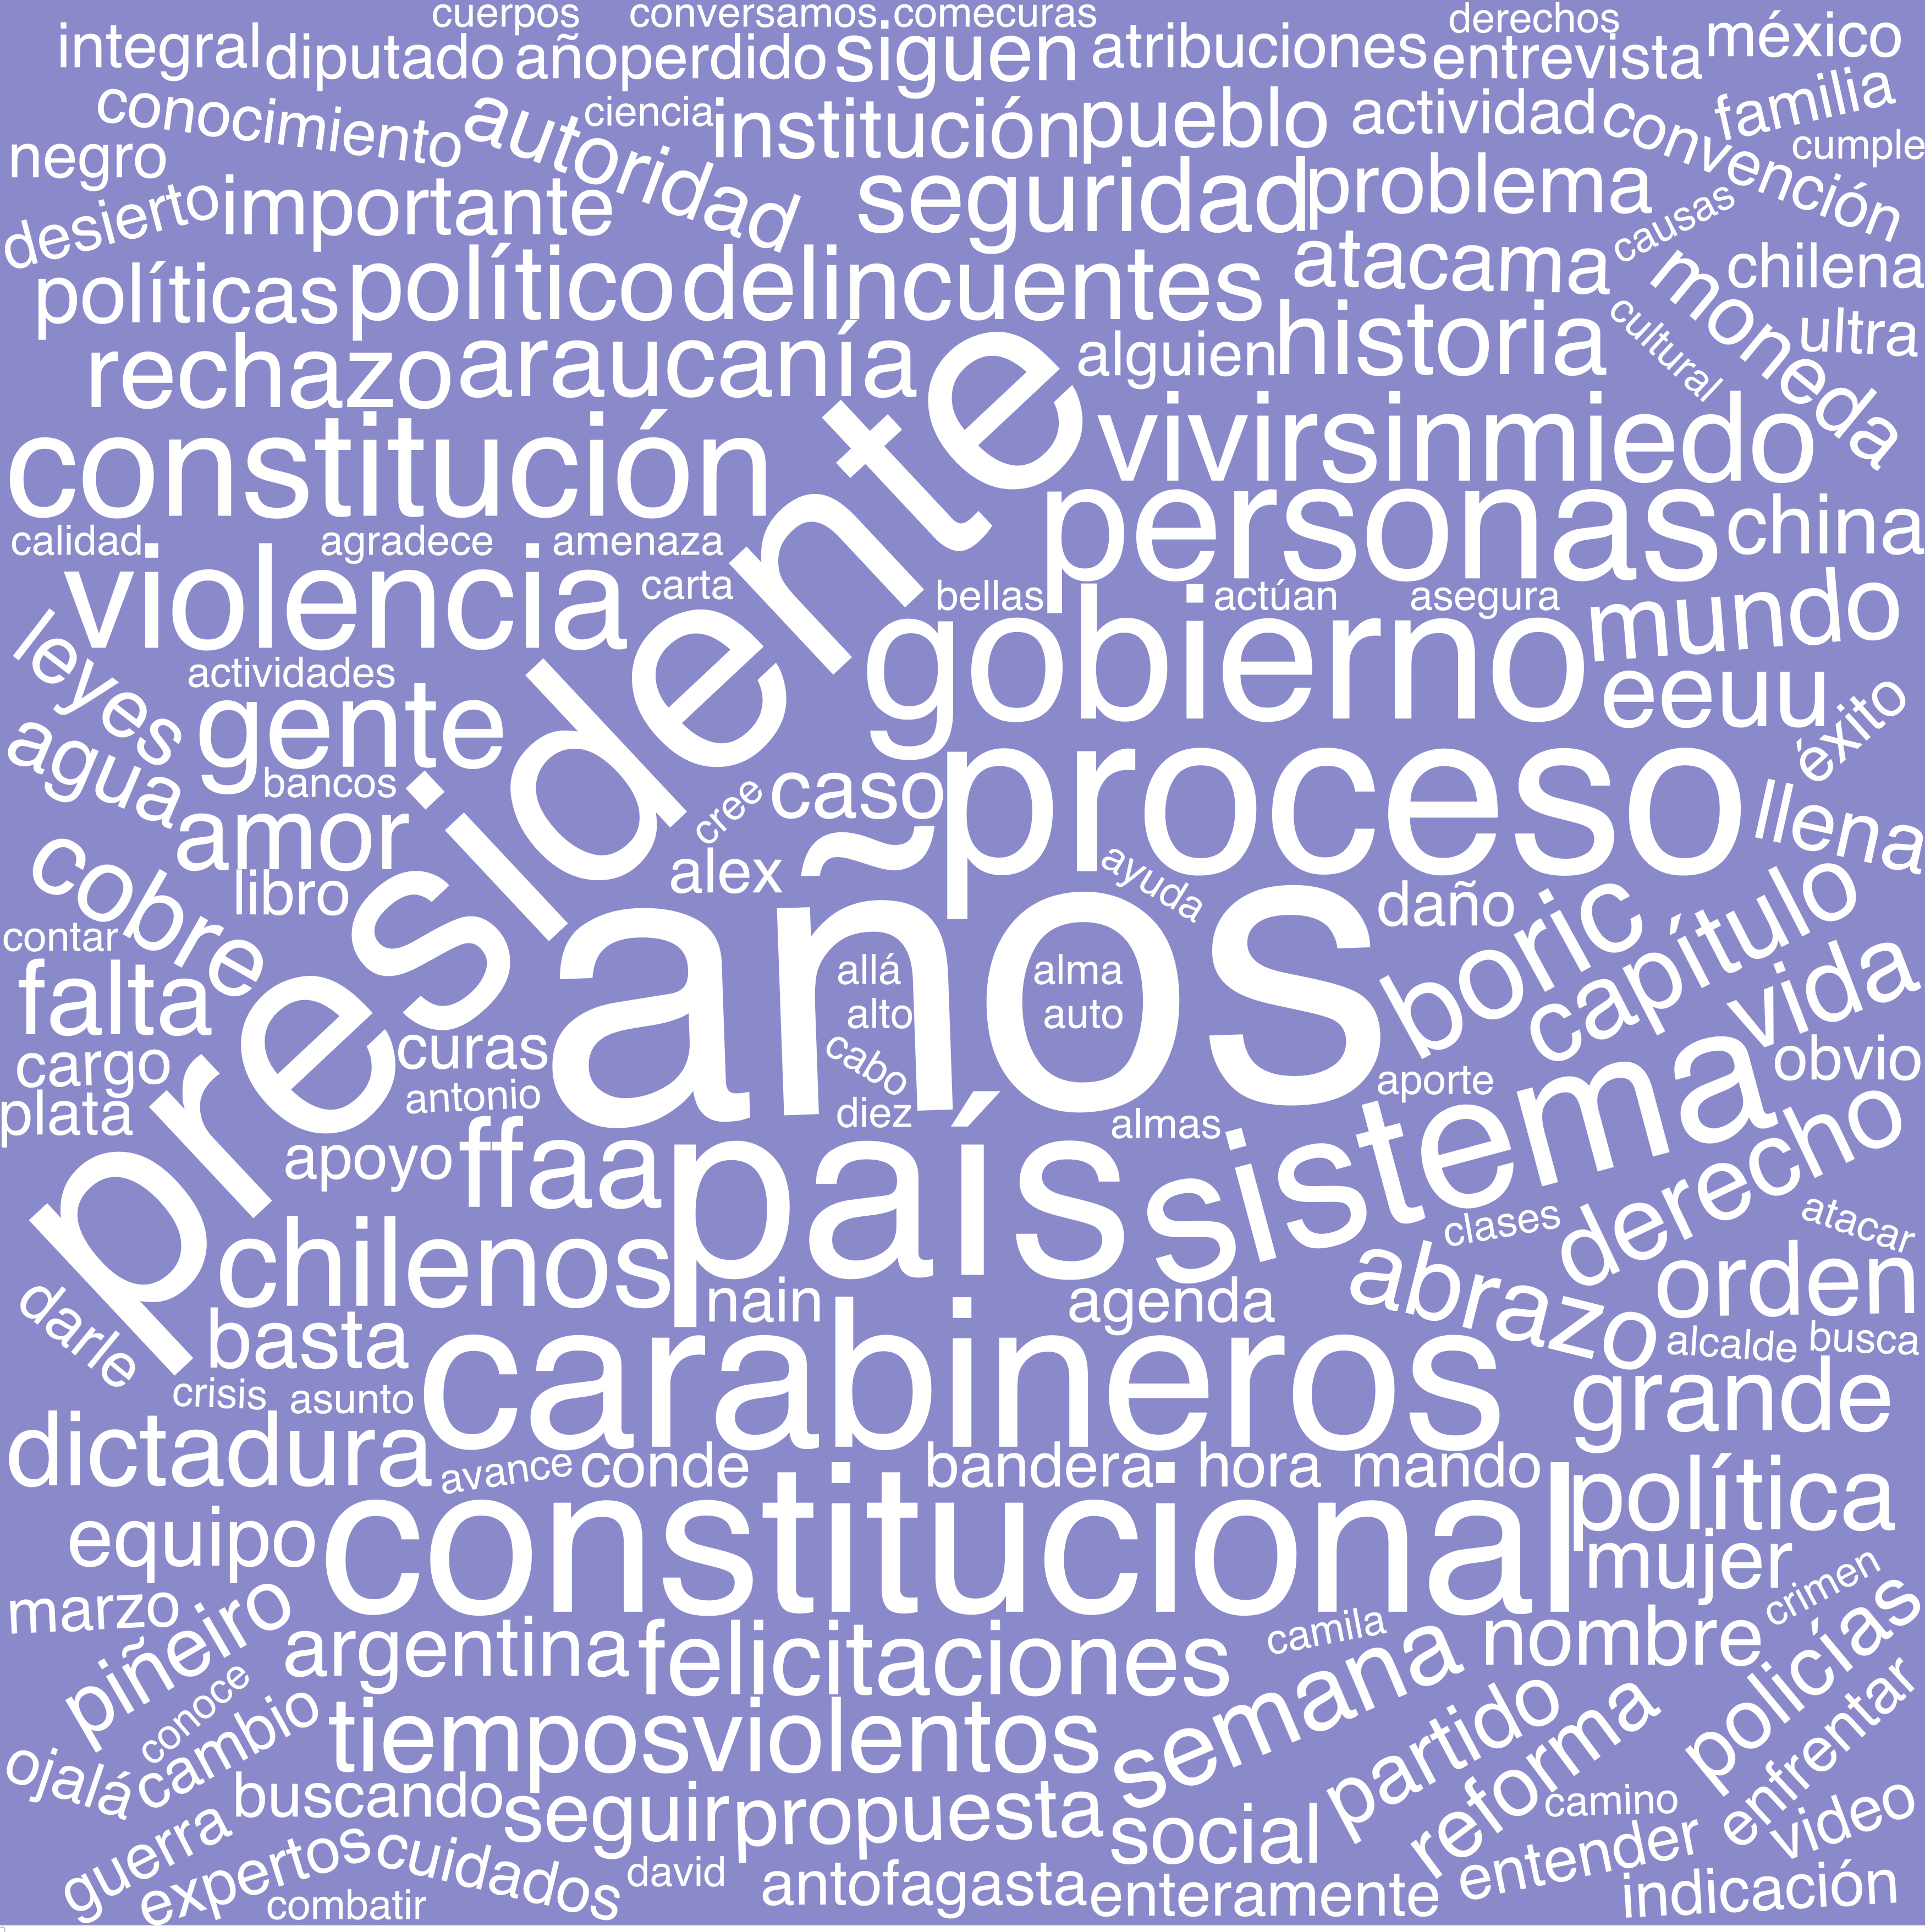 cuerpos conversamos comecuras derechos
integral diputado añoperdido siguen atribuciones entrevista méxico
conocimiento autoridad ciencia institución pueblo actividad convención familia
negro cumple
desierto importante seguridad problema causas
políticas político delincuentes atacama moneda chilena
rechazo araucanía alguien historia cultural ultra
constitución vivirsinmiedo
calidad agradece amenaza personas china
violencia carta bellas actúan asegura mundo
leyes actividades gobierno eeuu
agua gente bancos cree caso proceso éxito
amor alex ayuda llena
cobre libro daño boric capítulo
contar presidente años vida
falta allá alma
alto auto
cargo curas cabo obvio
plata antonio diez almas aporte sistema
apoyo ffaa país derecho
chilenos clases atacar
darle nain agenda abrazo orden
basta carabineros alcalde busca
crisis asunto grande
dictadura avance conde bandera hora mando política
equipo constitucional mujer
marzo piñeiro argentina felicitaciones camila semana nombre crimen
conoce policías
ojalá cambio tiemposviolentos partido reforma enfrentar
guerra buscando seguir propuesta social camino video
expertos cuidados david antofagasta enteramente entender indicación
combatir